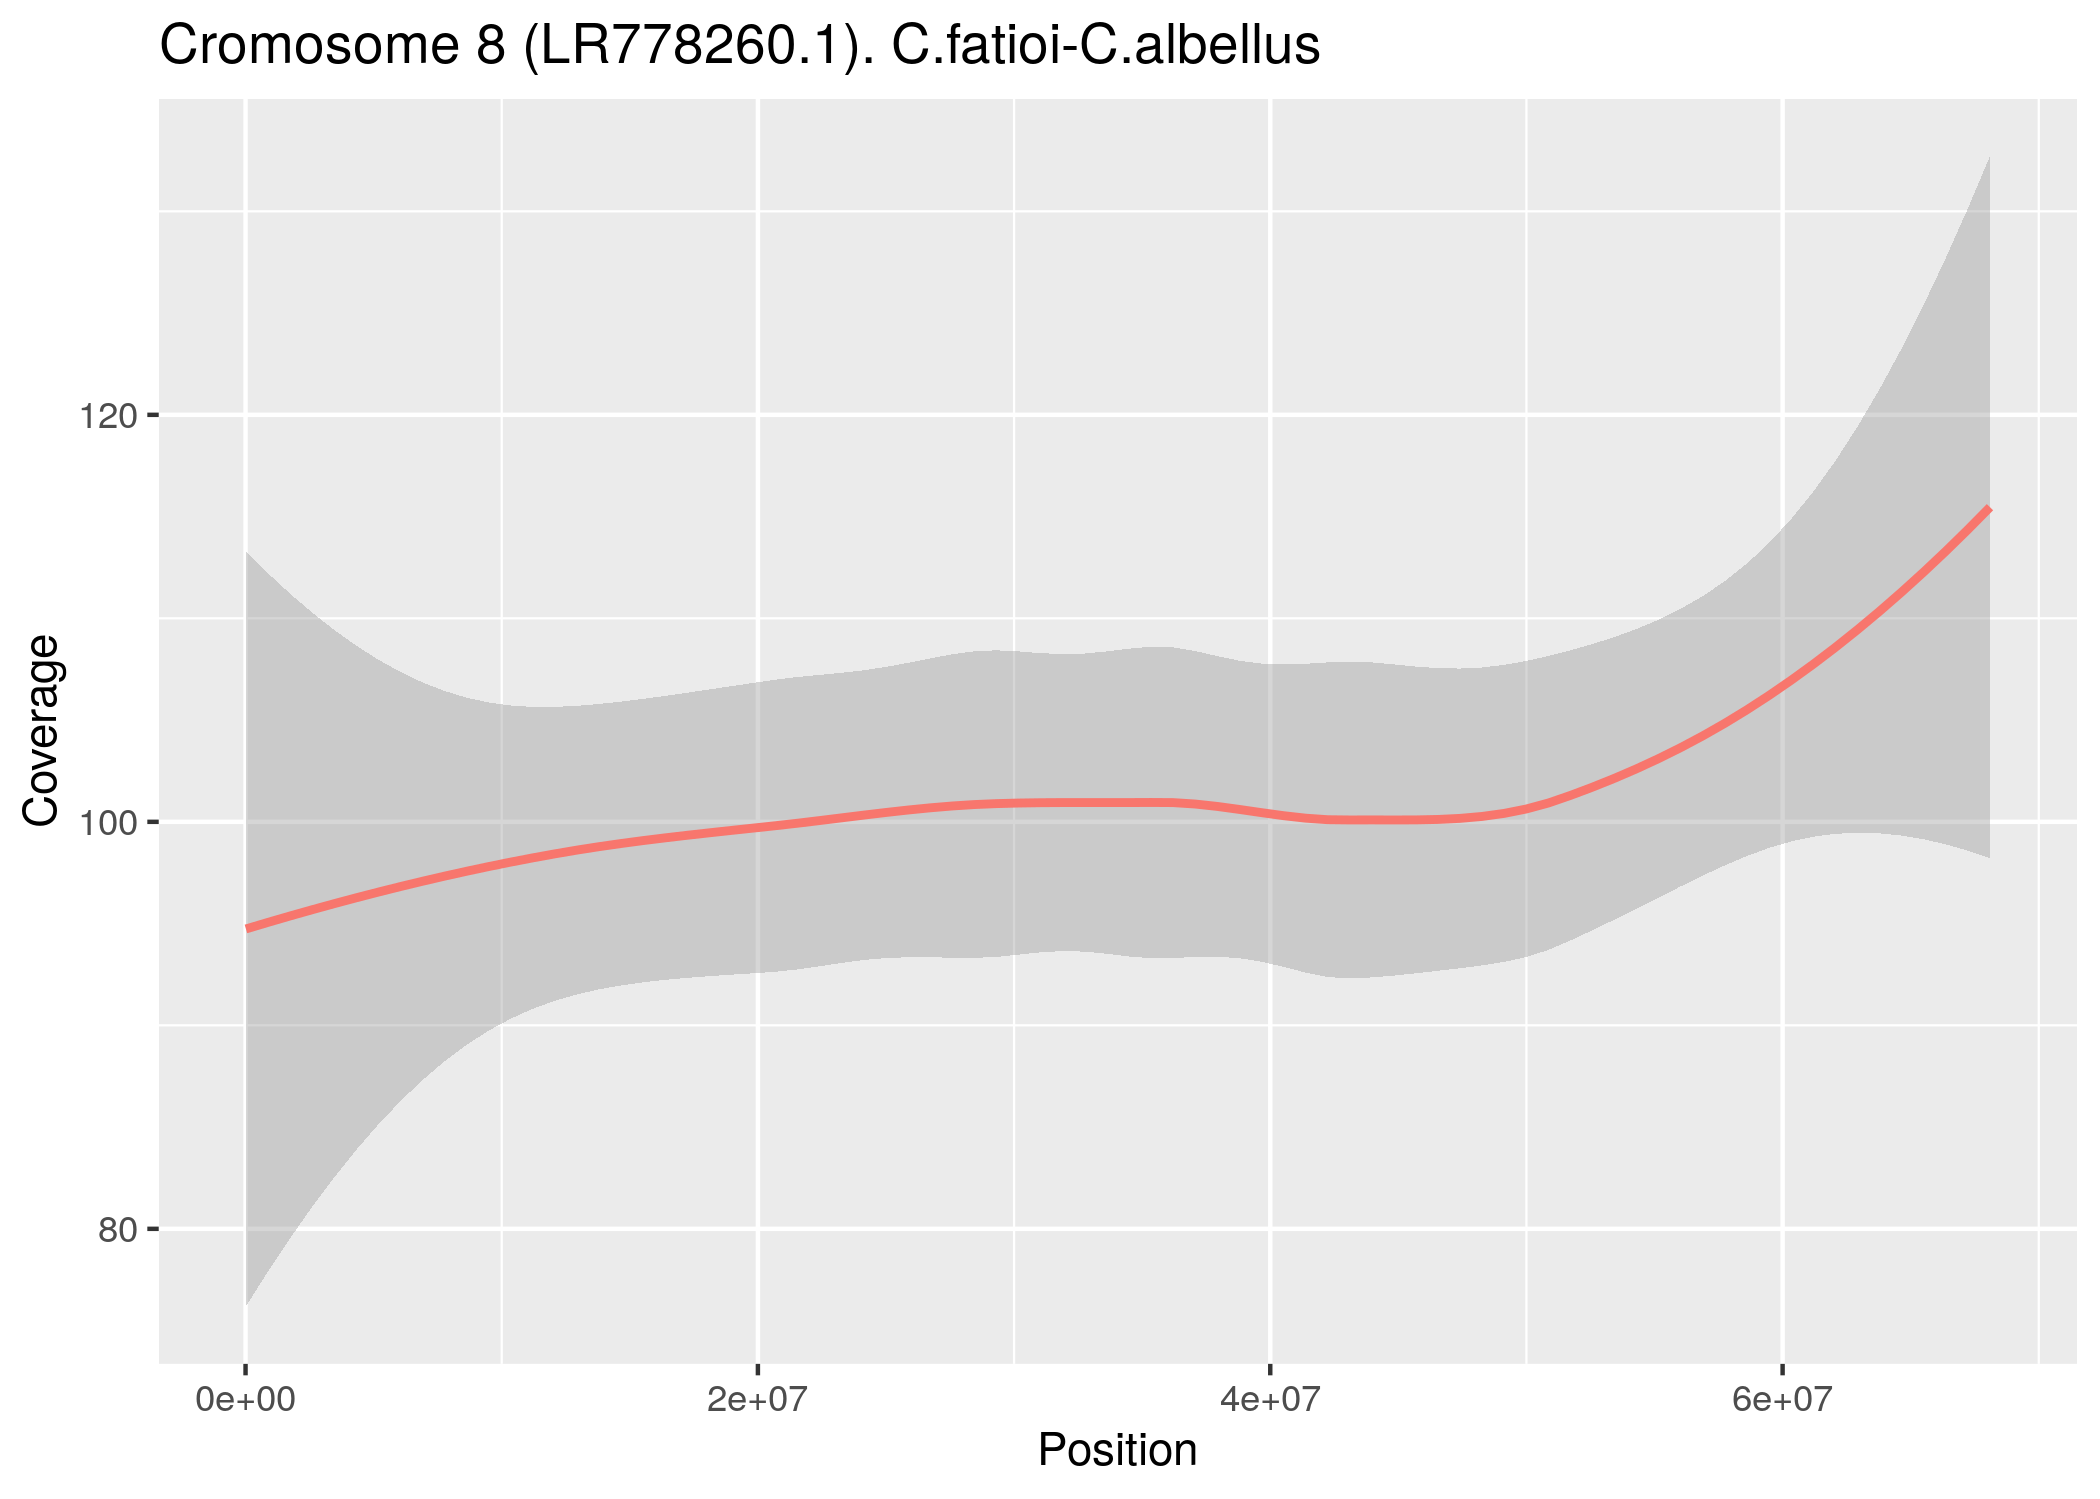 Cromosome 8 (LR778260.1). C.fatioi-C.albellus
120
100
80
Coverage
0e+00 2e+07 4e+07 6e+07
Position